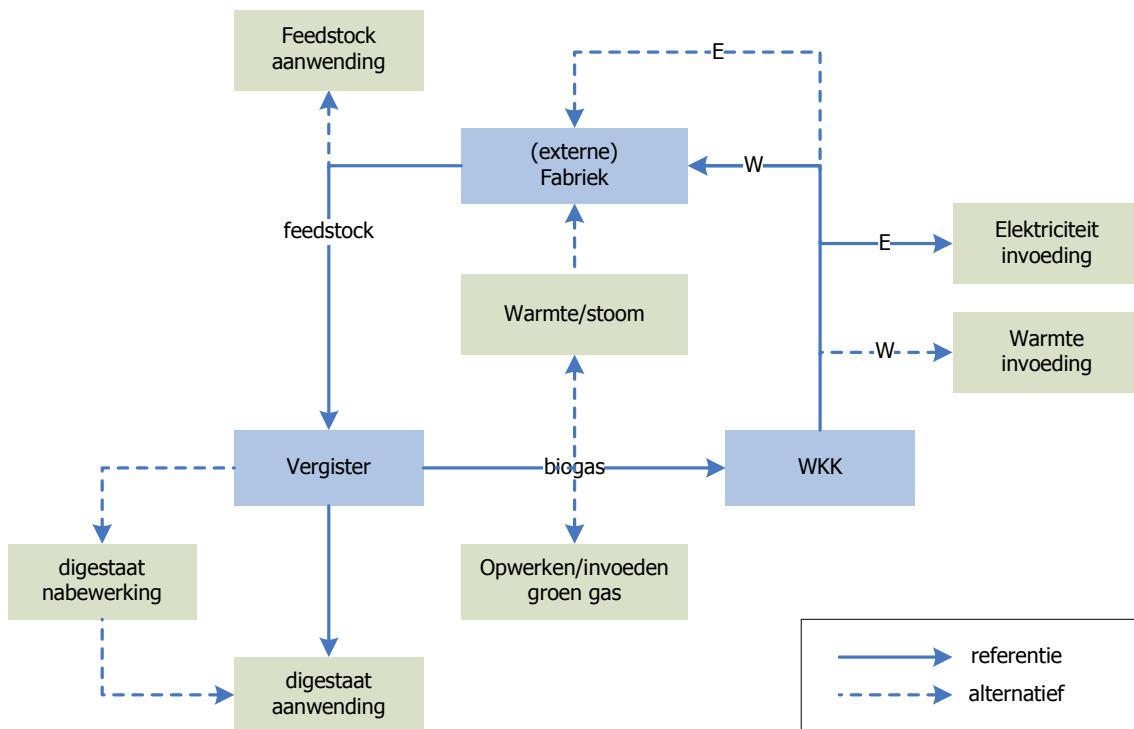 Feedstock
aanwending
E
(externe)
Fabriek
W
feedstock
E
Elektriciteit
invoeding
Warmte/stoom
W
Warmte
invoeding
Vergister
biogas
WKK
digestaat
nabewerking
Opwerken/invoeden
groen gas
digestaat
aanwending
referentie
alternatief